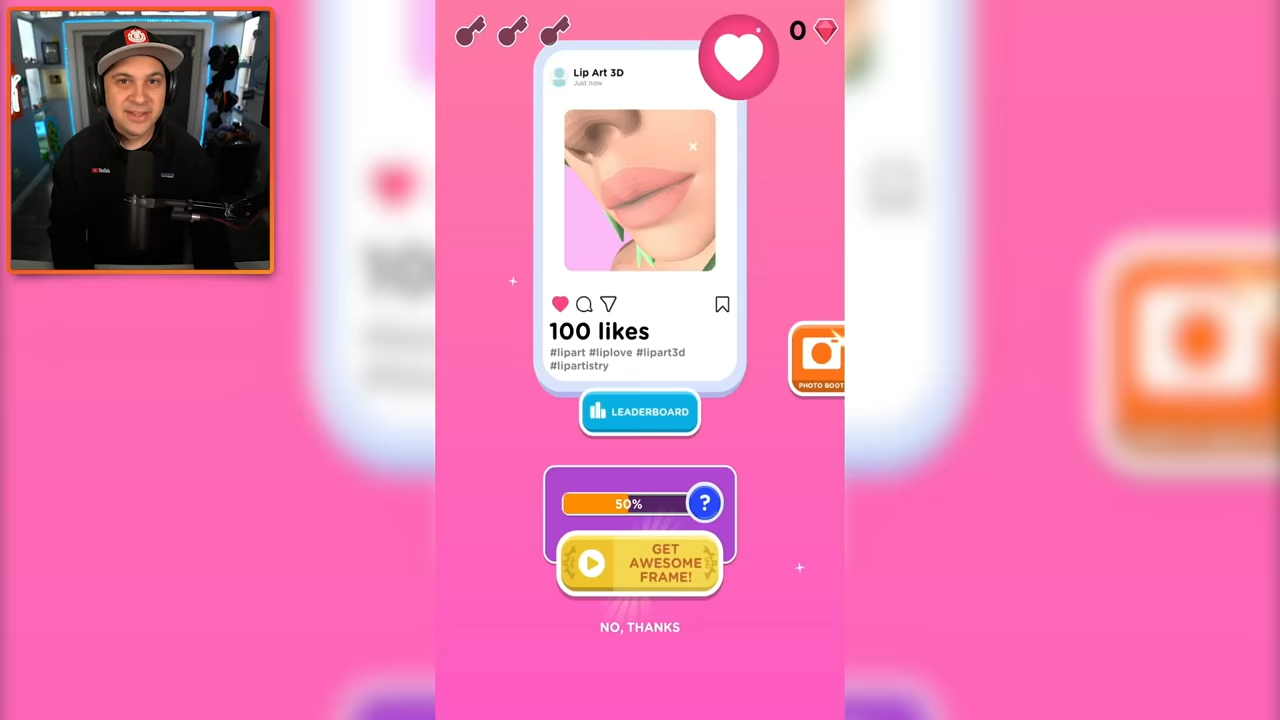 0
Lip Art 3D
Just now
100 likes
#lipart #liplove #lipart3d
#lipartistry
PHOTO BOOT
LEADERBOARD
50%
?
GET
AWESOME
FRAME!
NO, THANKS
YouTube